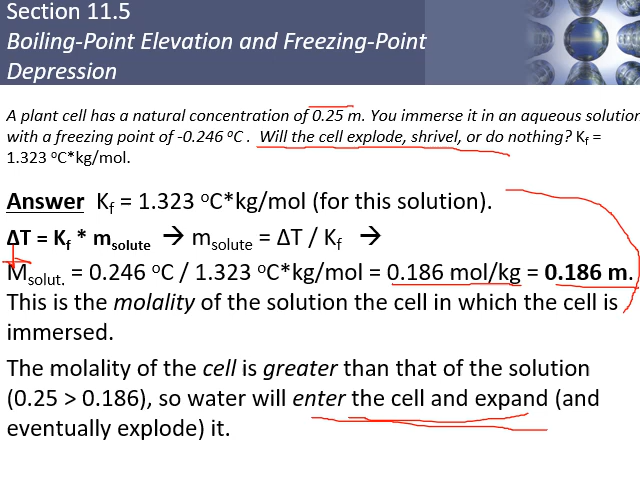 Section 11.5
Boiling-Point Elevation and Freezing-Point
Depression
A plant cell has a natural concentration of 0.25 m. You immerse it in an aqueous solution
with a freezing point of -0.246 ºC. Will the cell explode, shrivel, or do nothing? Kf =
1.323 ºC*kg/mol.
Answer Kf = 1.323 ºC*kg/mol (for this solution).
ΔT = Kf * msolute → msolute = ΔT / Kf →
Msolut. = 0.246 ºC / 1.323 ºC*kg/mol = 0.186 mol/kg = 0.186 m.
This is the molality of the solution the cell in which the cell is
immersed.
The molality of the cell is greater than that of the solution
(0.25 > 0.186), so water will enter the cell and expand (and
eventually explode) it.